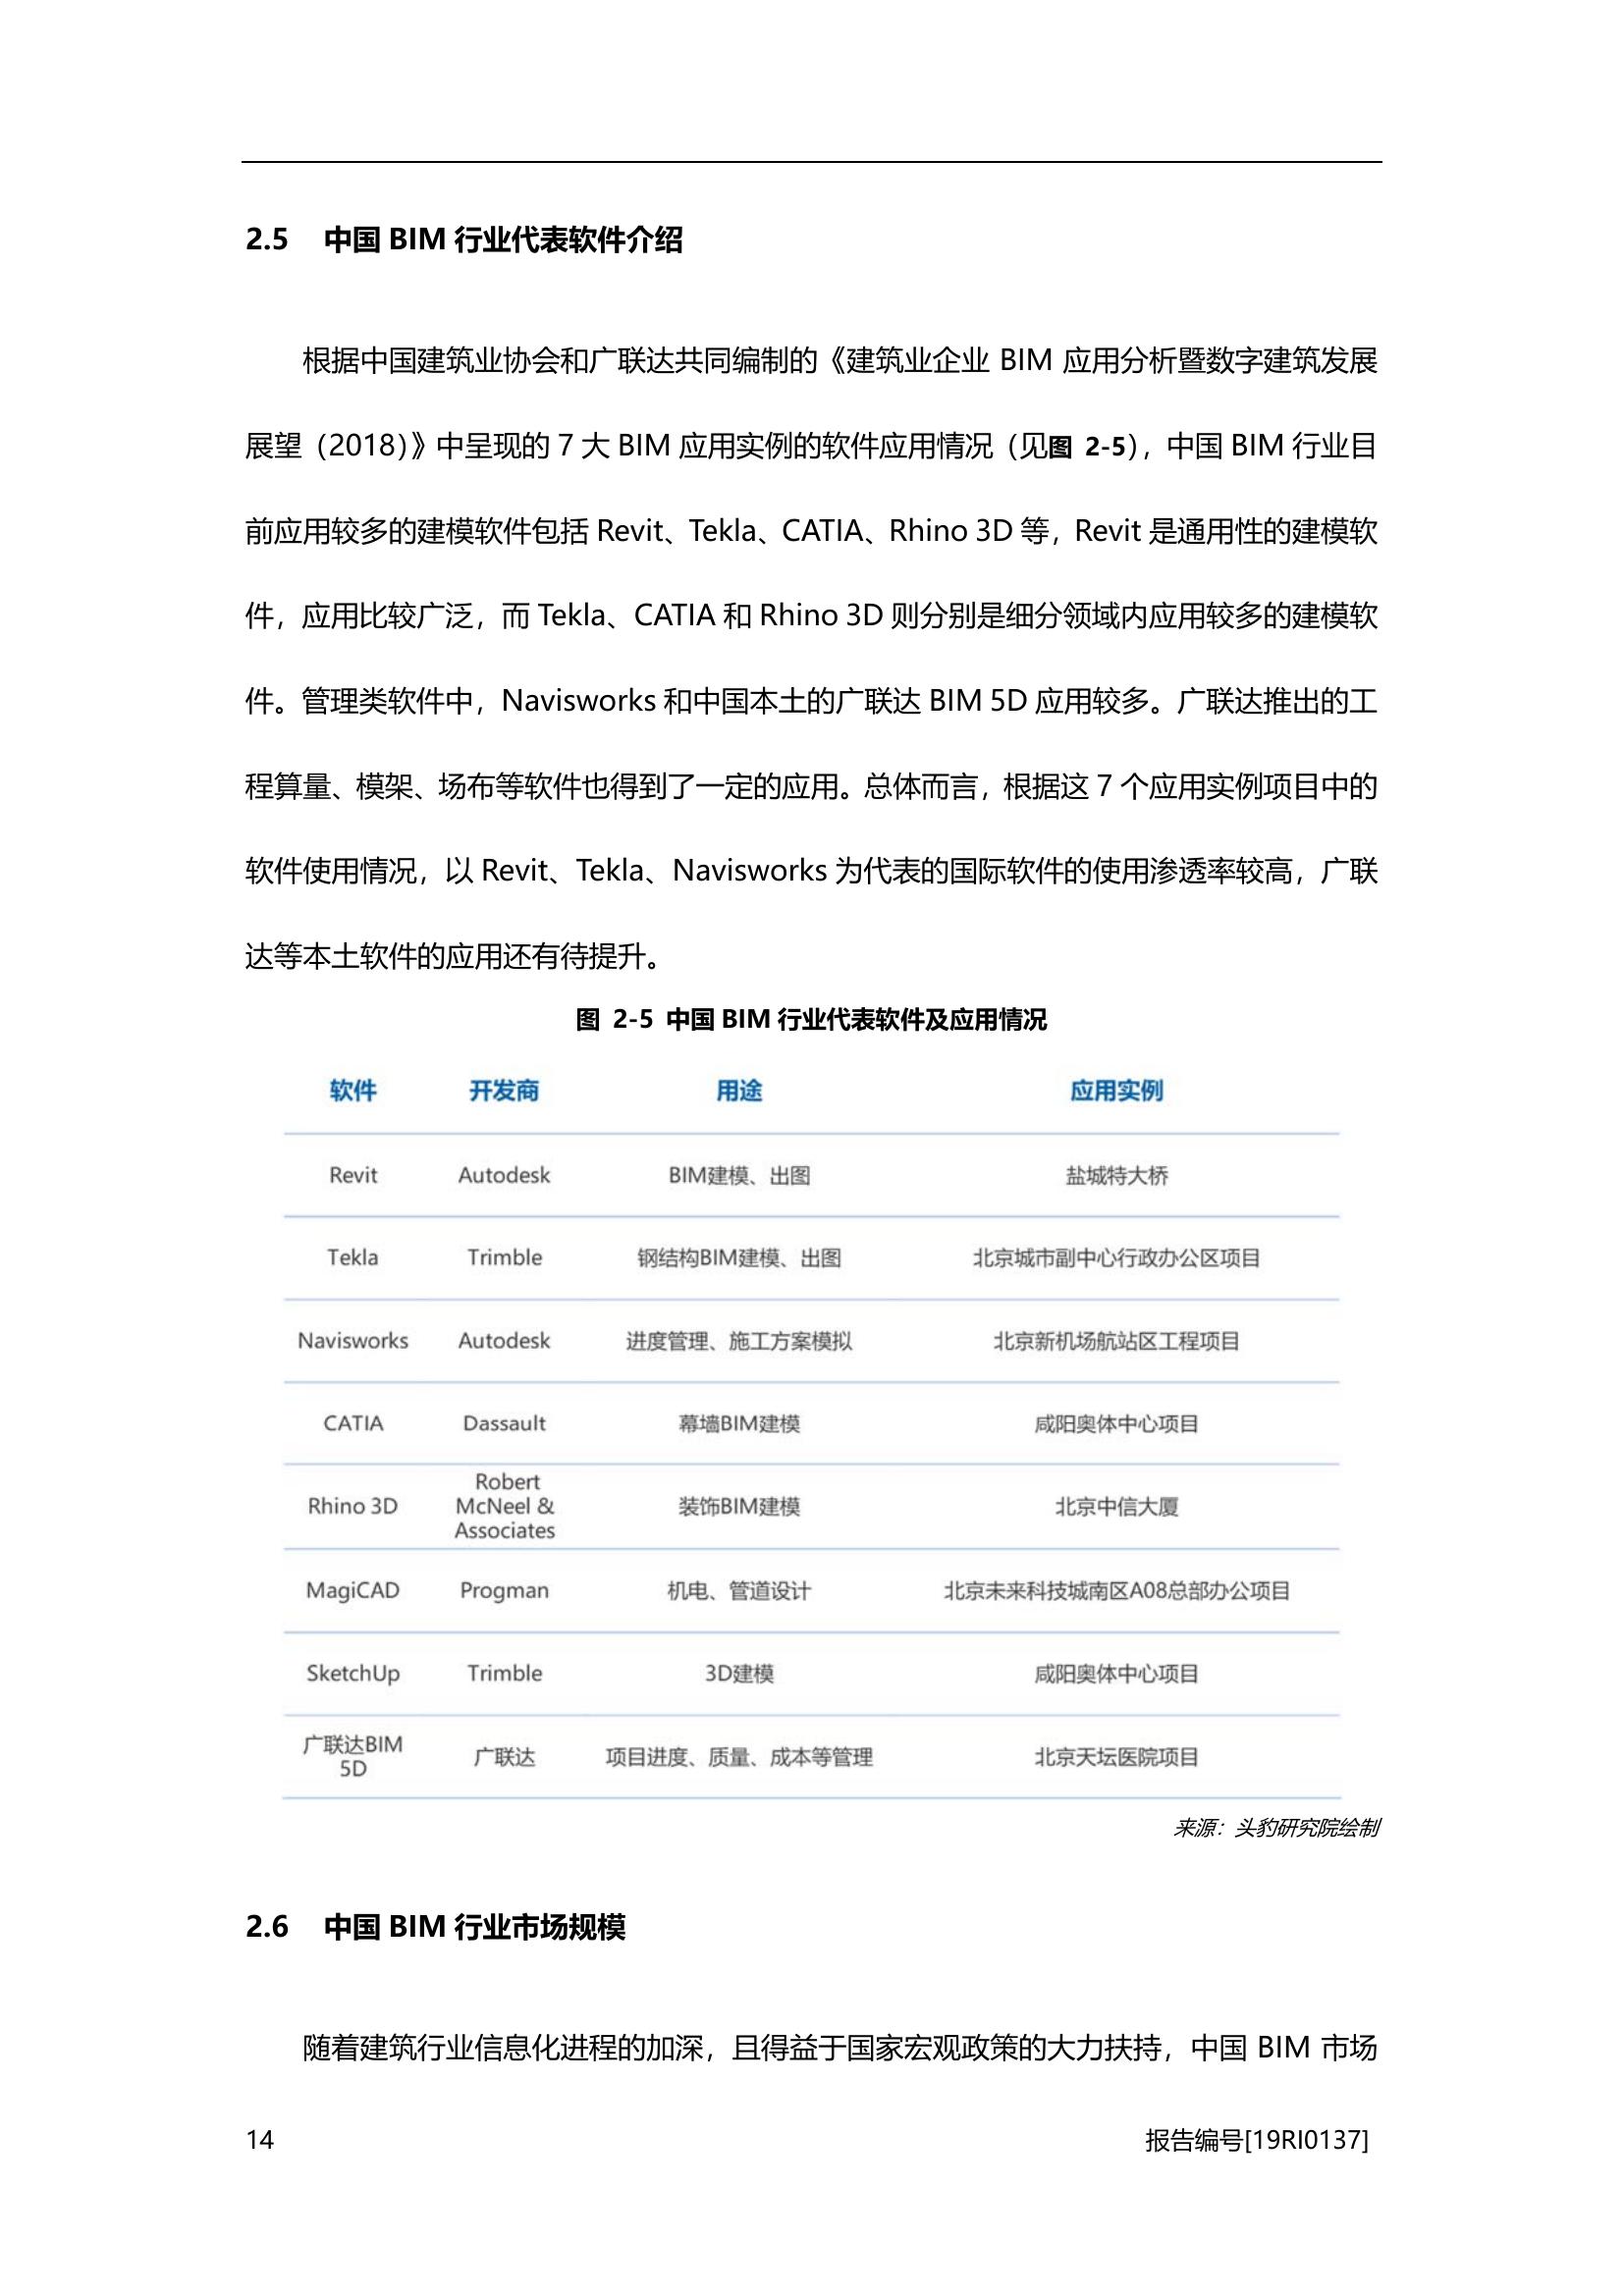 2.5 中国 BIM 行业代表软件介绍
根据中国建筑业协会和广联达共同编制的《建筑业企业 BIM 应用分析暨数字建筑发展
展望（2018）》中呈现的 7 大 BIM 应用实例的软件应用情况（见图 2-5），中国 BIM 行业目
前应用较多的建模软件包括 Revit、Tekla、CATIA、Rhino 3D 等，Revit 是通用性的建模软
件，应用比较广泛，而 Tekla、CATIA 和 Rhino 3D 则分别是细分领域内应用较多的建模软
件。管理类软件中，Navisworks 和中国本土的广联达 BIM 5D 应用较多。广联达推出的工
程算量、模架、场布等软件也得到了一定的应用。总体而言，根据这 7 个应用实例项目中的
软件使用情况，以 Revit、Tekla、Navisworks 为代表的国际软件的使用渗透率较高，广联
达等本土软件的应用还有待提升。
图 2-5 中国 BIM 行业代表软件及应用情况
软件 开发商 用途 应用实例
Revit Autodesk BIM建模、出图 盐城特大桥
Tekla Trimble 钢结构BIM建模、出图 北京城市副中心行政办公区项目
Navisworks Autodesk 进度管理、施工方案模拟 北京新机场航站区工程项目
CATIA Dassault 幕墙BIM建模 咸阳奥体中心项目
Robert
Rhino 3D McNeel & 装饰BIM建模 北京中信大厦
Associates
MagiCAD Progman 机电、管道设计 北京未来科技城南区A08总部办公项目
SketchUp Trimble 3D建模 咸阳奥体中心项目
广联达BIM
5D 广联达 项目进度、质量、成本等管理 北京天坛医院项目
来源：头豹研究院绘制
2.6 中国 BIM 行业市场规模
随着建筑行业信息化进程的加深，且得益于国家宏观政策的大力扶持，中国 BIM 市场
14 报告编号[19RI0137]